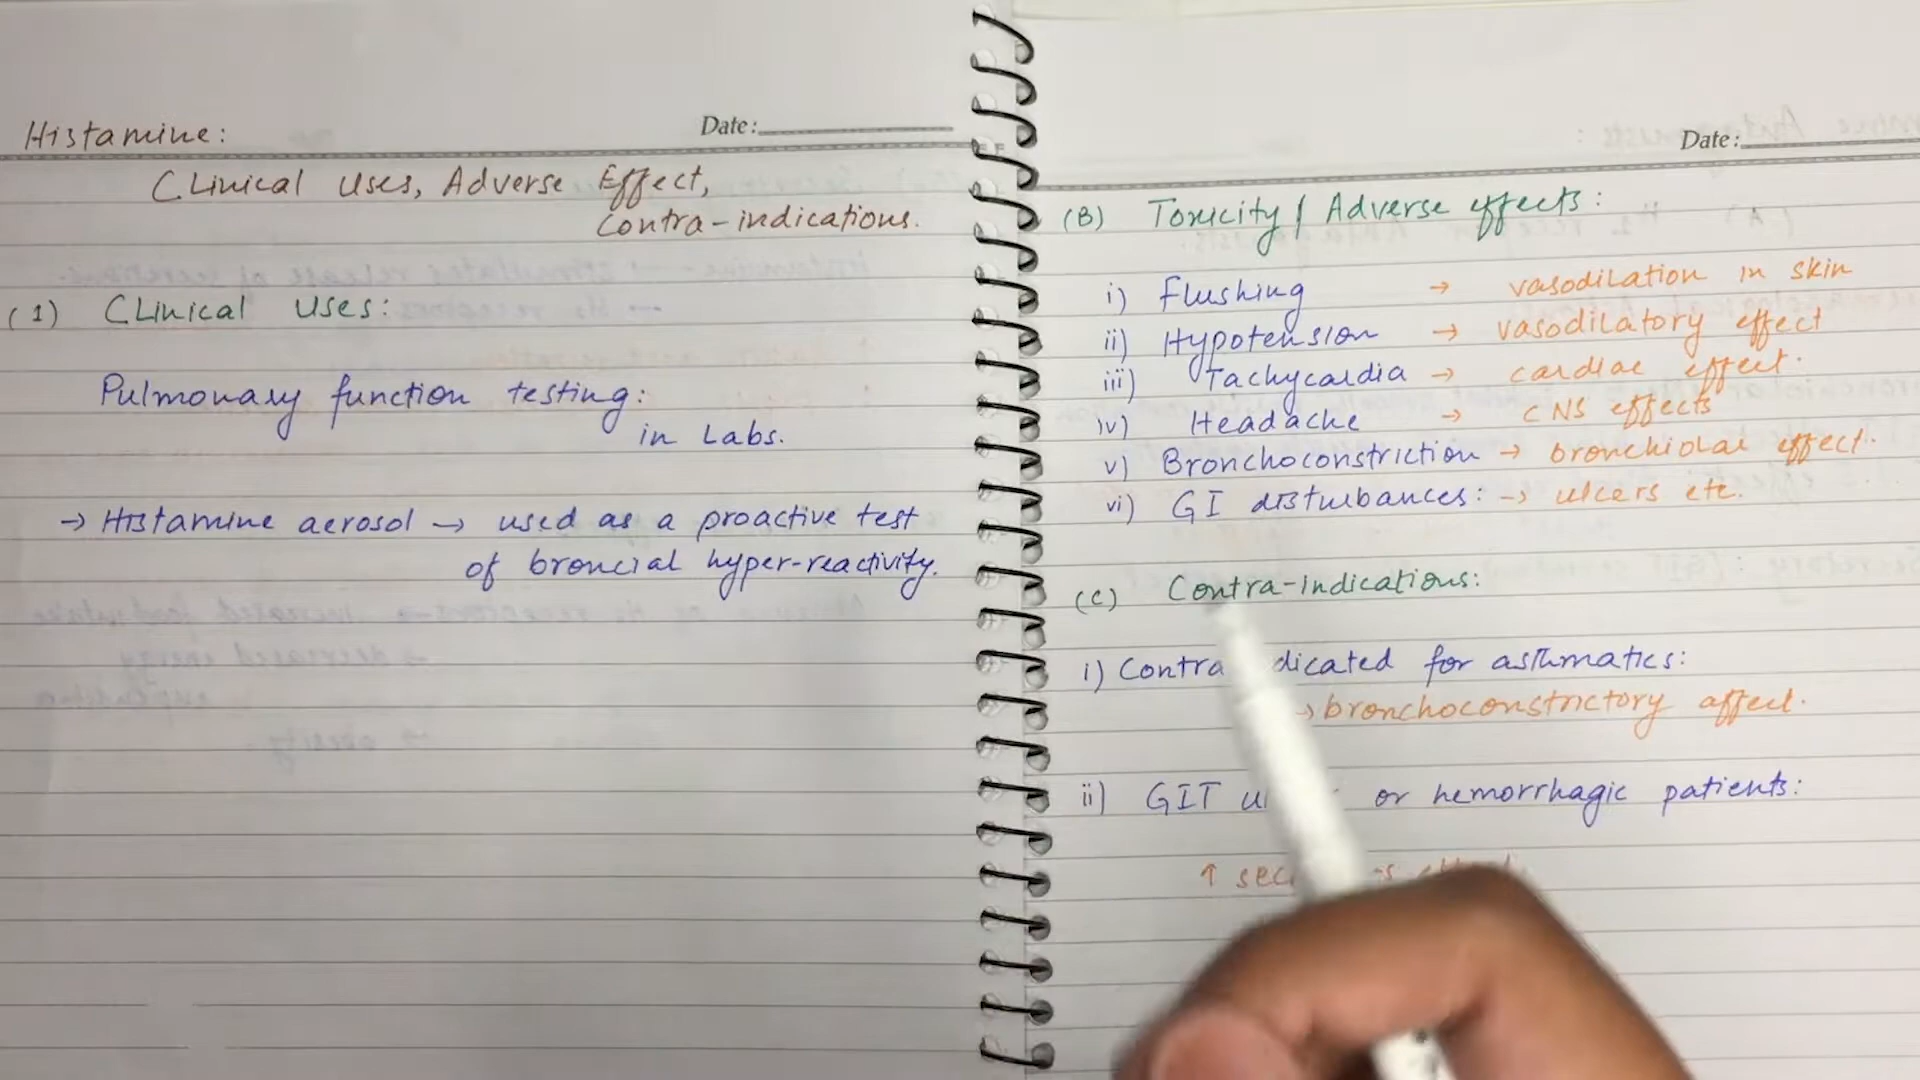 Histamine:
Date:
Clinical Uses, Adverse Effect,
Contra-indications.
(1) Clinical Uses:
Pulmonary function testing:
in Labs.
→ Histamine aerosol → used as a proactive test
of broncial hyper-reactivity.
Date:
(B) Toxicity / Adverse effects:
i) Flushing → vasodilation in skin
ii) Hypotension → vasodilatory effect
iii) Tachycardia → cardiac effect.
iv) Headache → CNS effects
v) Bronchoconstriction → bronchiolar effect.
vi) GI disturbances: → ulcers etc.
(C) Contra-indications:
i) Contra dicated for asthmatics:
→ bronchoconstrictory affect.
ii) GIT or hemorrhagic patients:
↑